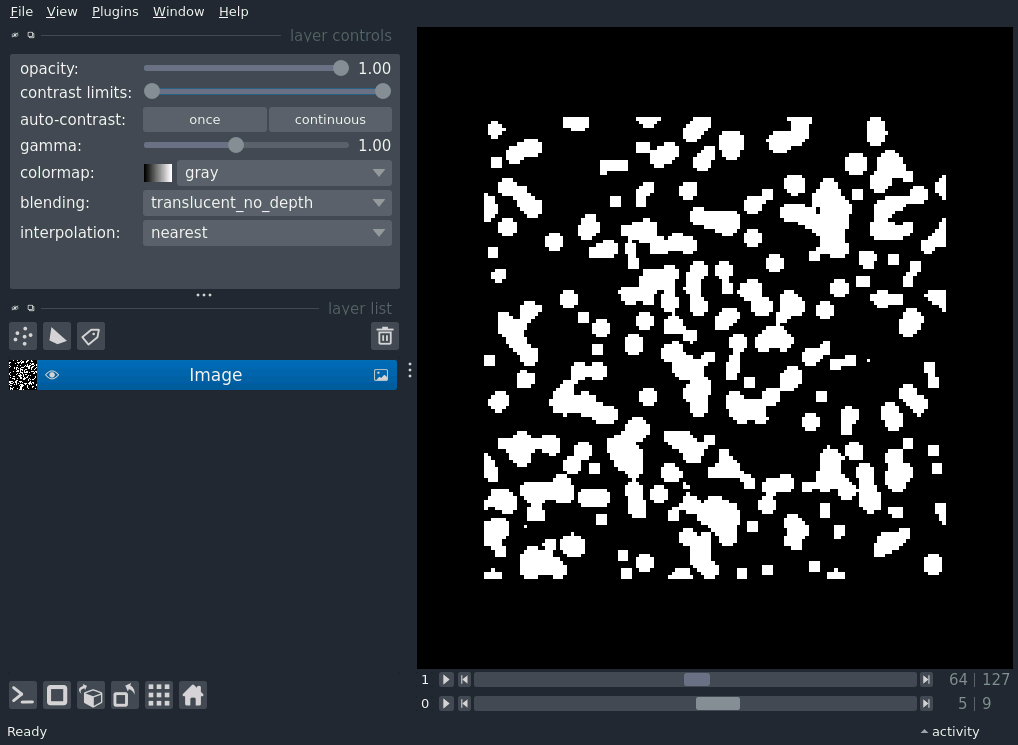 File View Plugins Window Help
layer controls
opacity: 1.00
contrast limits:
auto-contrast: once continuous
gamma: 1.00
colormap: gray
blending: translucent_no_depth
interpolation: nearest
layer list
Image
1 64 | 127
0 5 | 9
Ready activity